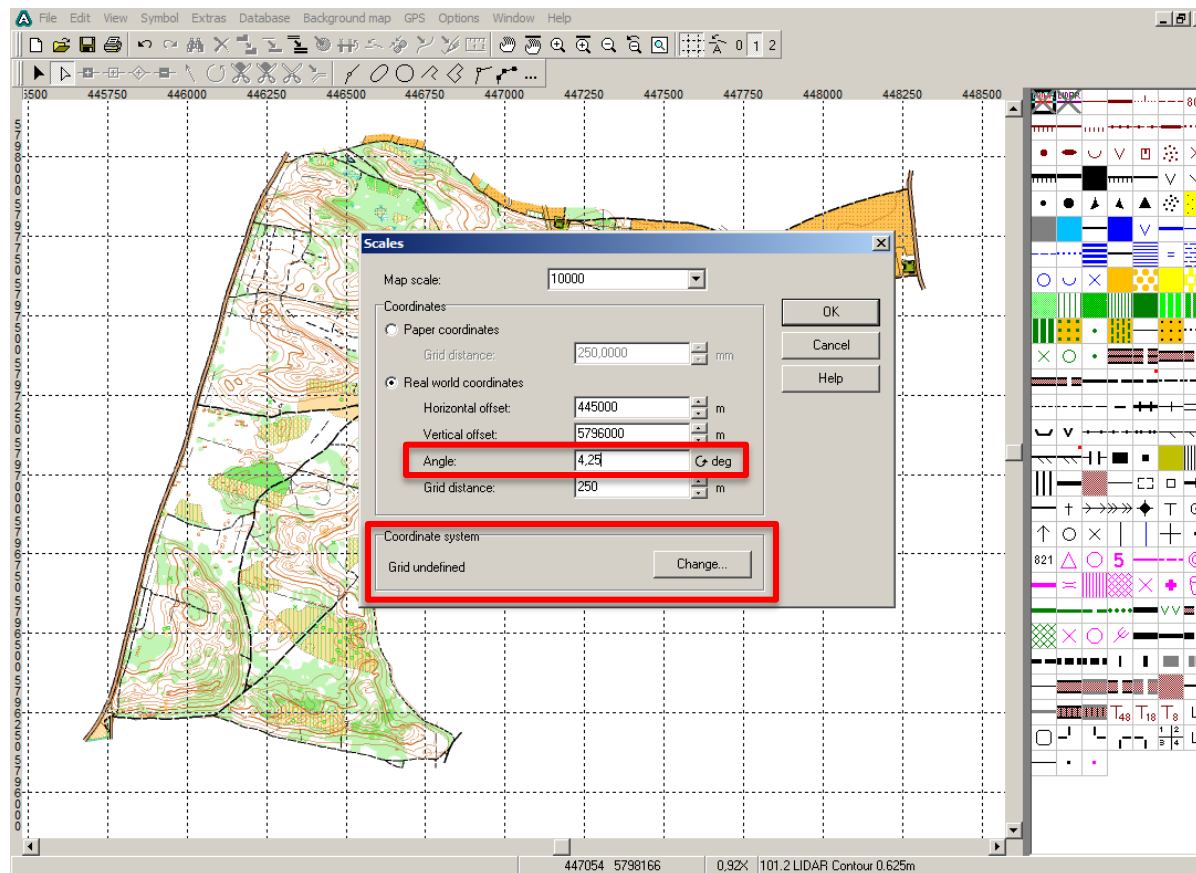 File Edit View Symbol Extras Database Background map GPS Options Window Help
0 1 2
445750 446000 446250 446500 446750 447000 447250 447500 447750 448000 448250 448500
Scales
Map scale: 10000
Coordinates
Paper coordinates
Grid distance: 250,0000 mm
Real world coordinates
Horizontal offset: 445000 m
Vertical offset: 5796000 m
Angle: 4,25 deg
Grid distance: 250 m
Coordinate system
Grid undefined
Change...
OK
Cancel
Help
821
5
T48 T18 T8
1 2
3 4
447054 5798166 0,92X 101.2 LIDAR Contour 0.625m